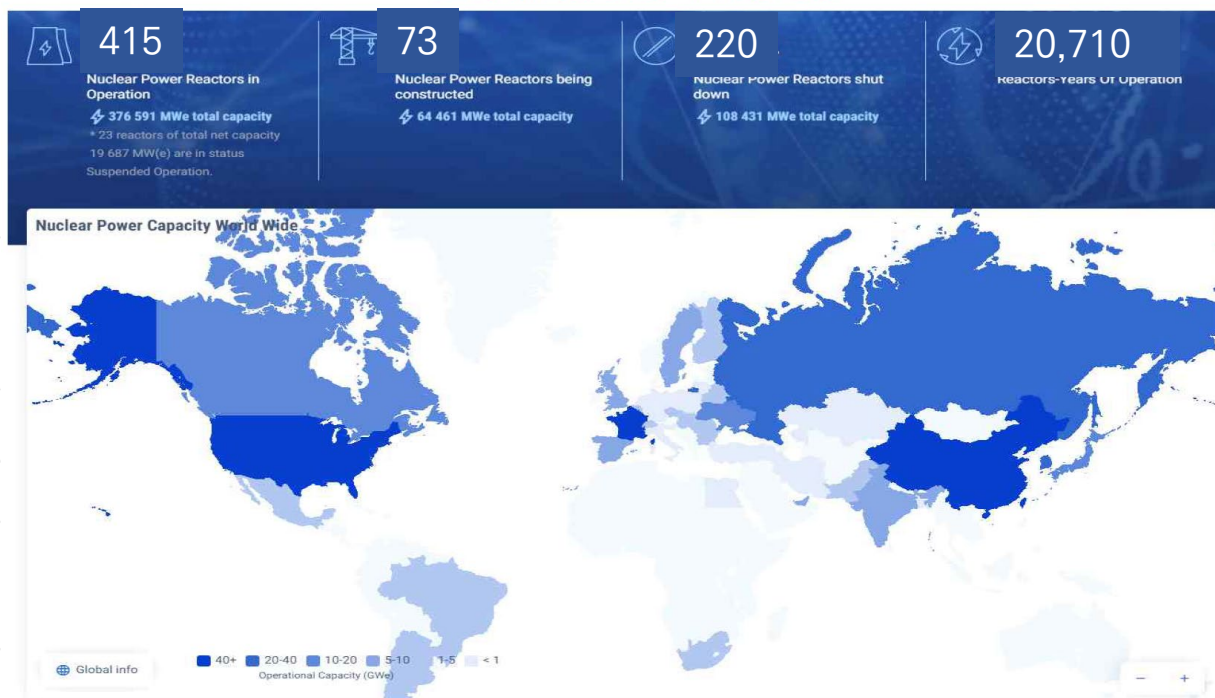 415
Nuclear Power Reactors in
Operation
376 591 MWe total capacity
* 23 reactors of total net capacity
19 687 MW(e) are in status
Suspended Operation.
73
Nuclear Power Reactors being
constructed
64 461 MWe total capacity
220
Nuclear Power Reactors shut
down
108 431 MWe total capacity
20,710
Reactors-Years Of Operation
Nuclear Power Capacity World Wide
Global info
40+ 20-40 10-20 5-10 1-5 < 1
Operational Capacity (GWe)
− +